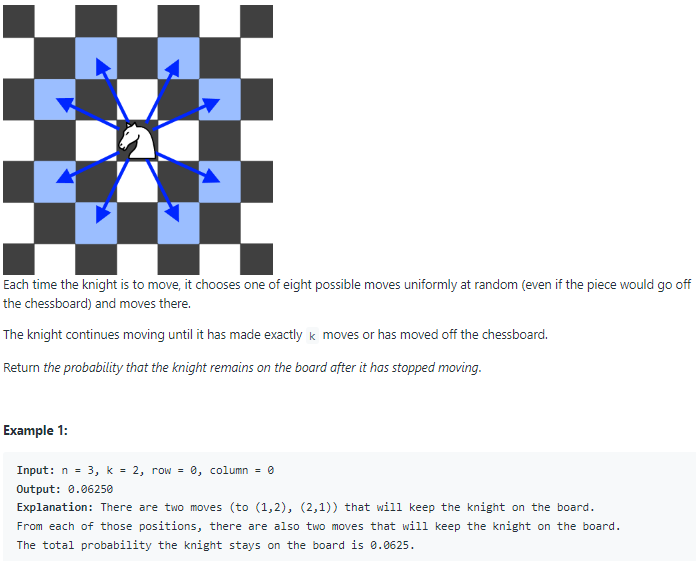 Each time the knight is to move, it chooses one of eight possible moves uniformly at random (even if the piece would go off
the chessboard) and moves there.
The knight continues moving until it has made exactly k moves or has moved off the chessboard.
Return the probability that the knight remains on the board after it has stopped moving.
Example 1:
Input: n = 3, k = 2, row = 0, column = 0
Output: 0.06250
Explanation: There are two moves (to (1,2), (2,1)) that will keep the knight on the board.
From each of those positions, there are also two moves that will keep the knight on the board.
The total probability the knight stays on the board is 0.0625.